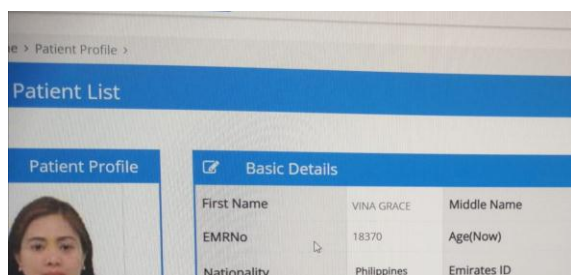 > Patient Profile >
Patient List
Patient Profile
Basic Details
First Name VINA GRACE Middle Name
EMRNo 18370 Age(Now)
Nationality Philippines Emirates ID